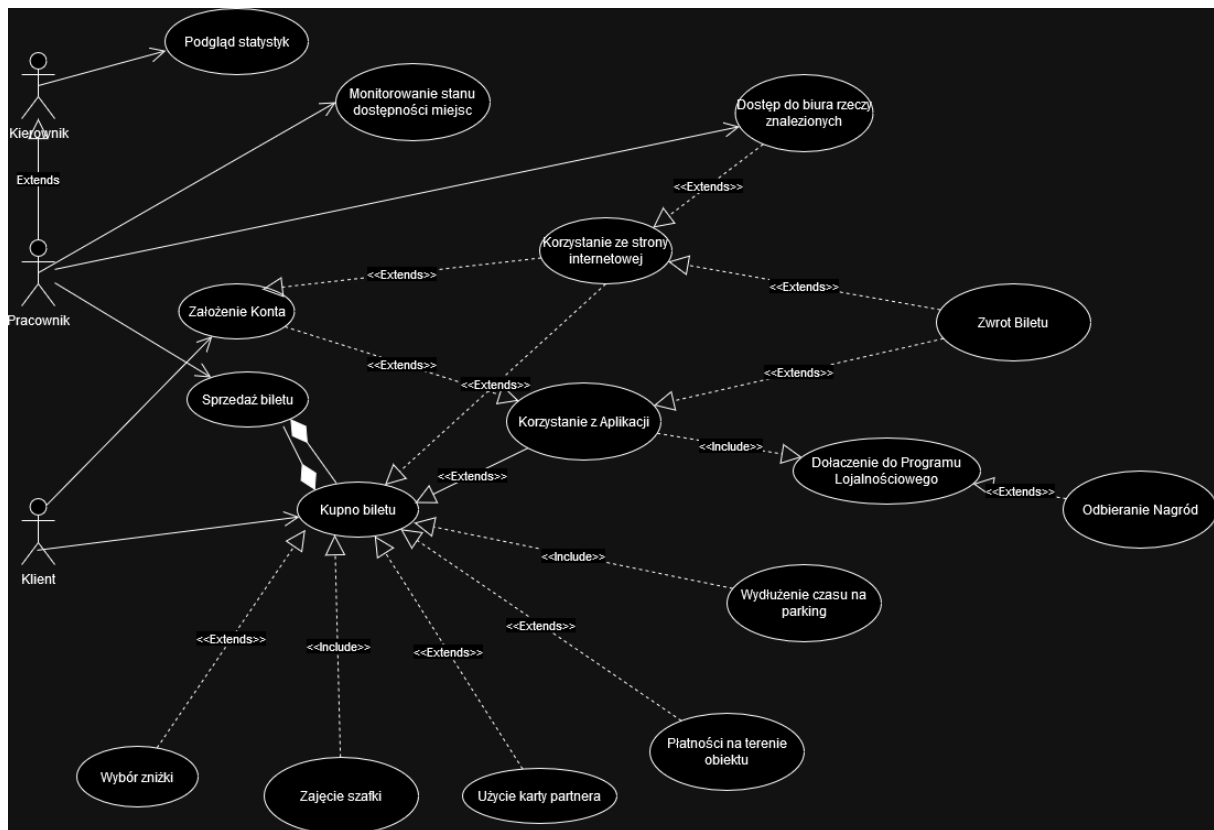 Podgląd statystyk
Monitorowanie stanu
dostępności miejsc
Dostęp do biura rzeczy
znalezionych
Kierownik
Extends
<<Extends>>
Korzystanie ze strony
internetowej
<<Extends>>
<<Extends>>
Założenie Konta
Pracownik
Zwrot Biletu
<<Extends>>
<<Extends>>
<<Extends>>
Sprzedaż biletu
Korzystanie z Aplikacji
<<Include>>
Dołaczenie do Programu
Lojalnościowego
<<Extends>>
<<Extends>>
Kupno biletu
Odbieranie Nagród
<<Include>>
Klient
Wydłużenie czasu na
parking
<<Extends>>
<<Extends>>
<<Include>>
<<Extends>>
Płatności na terenie
obiektu
Wybór zniżki
Zajęcie szafki
Użycie karty partnera